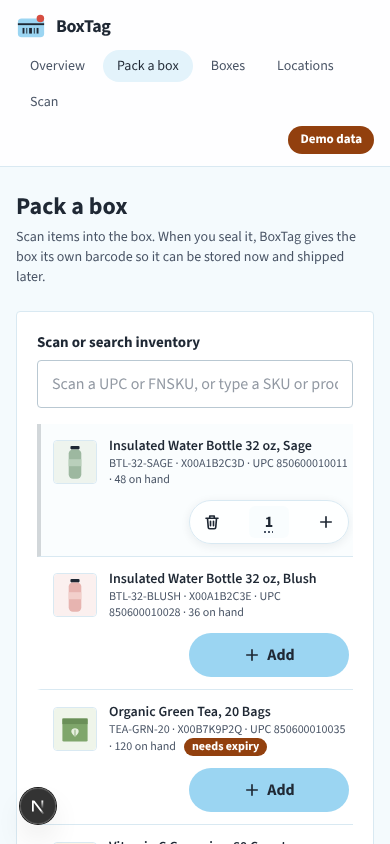 BoxTag
Overview
Pack a box
Boxes
Locations
Scan
Demo data
Pack a box
Scan items into the box. When you seal it, BoxTag gives the
box its own barcode so it can be stored now and shipped
later.
Scan or search inventory
Scan a UPC or FNSKU, or type a SKU or
Insulated Water Bottle 32 oz, Sage
BTL-32-SAGE · X00A1B2C3D · UPC 850600010011
· 48 on hand
1
Insulated Water Bottle 32 oz, Blush
BTL-32-BLUSH · X00A1B2C3E · UPC
850600010028 · 36 on hand
+ Add
Organic Green Tea, 20 Bags
TEA-GRN-20 · X00B7K9P2Q · UPC 850600010035
· 120 on hand needs expiry
+ Add
N